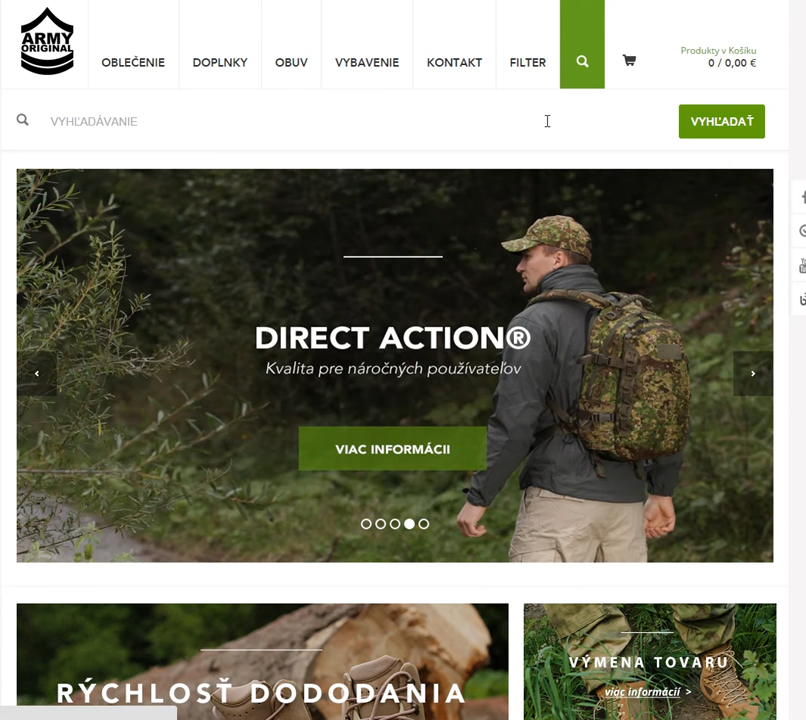 ARMY
ORIGINAL
OBLEČENIE
DOPLNKY
OBUV
VYBAVENIE
KONTAKT
FILTER
Produkty v Košíku
0 / 0,00 €
VYHĽADÁVANIE
VYHĽADAŤ
DIRECT ACTION®
Kvalita pre náročných používateľov
VIAC INFORMÁCII
RÝCHLOSŤ DODODANIA
VÝMENA TOVARU
viac informácií >